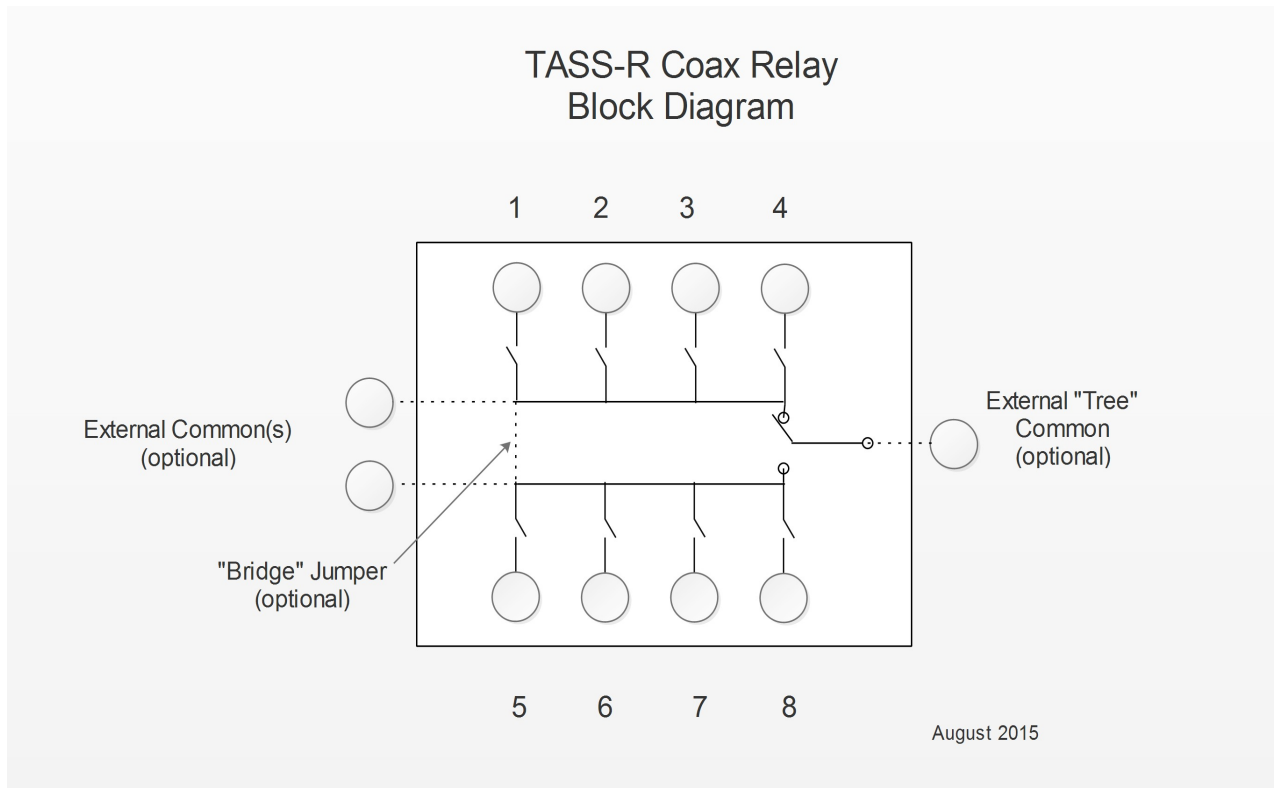 TASS-R Coax Relay
Block Diagram
1 2 3 4
External Common(s)
(optional)
External "Tree"
Common
(optional)
"Bridge" Jumper
(optional)
5 6 7 8
August 2015